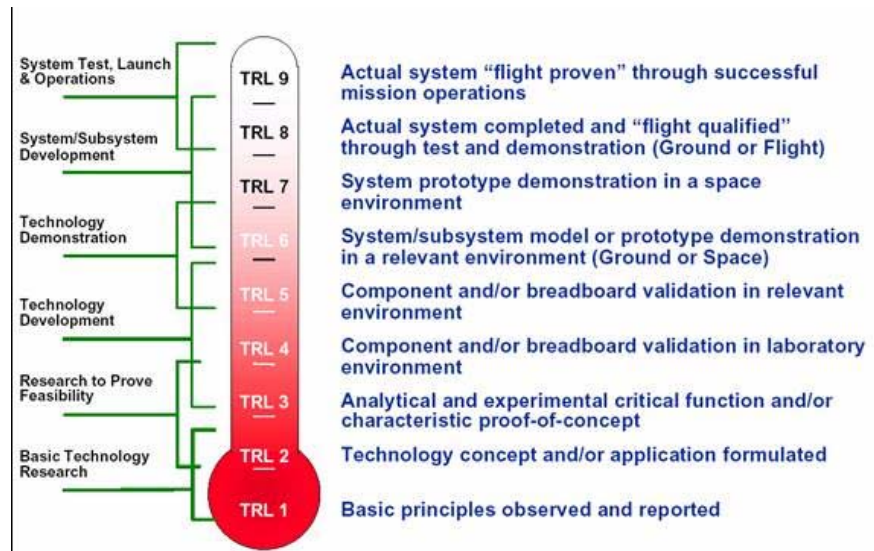 System Test, Launch
& Operations
System/Subsystem
Development
Technology
Demonstration
Technology
Development
Research to Prove
Feasibility
Basic Technology
Research
TRL 9
TRL 8
TRL 7
TRL 6
TRL 5
TRL 4
TRL 3
TRL 2
TRL 1
Actual system “flight proven” through successful
mission operations
Actual system completed and “flight qualified”
through test and demonstration (Ground or Flight)
System prototype demonstration in a space
environment
System/subsystem model or prototype demonstration
in a relevant environment (Ground or Space)
Component and/or breadboard validation in relevant
environment
Component and/or breadboard validation in laboratory
environment
Analytical and experimental critical function and/or
characteristic proof-of-concept
Technology concept and/or application formulated
Basic principles observed and reported